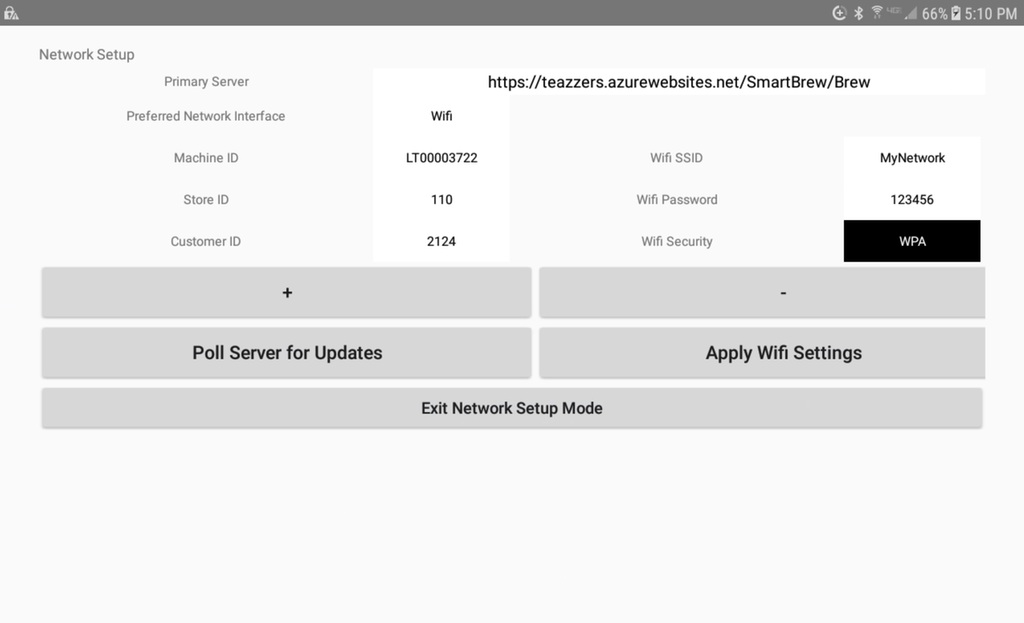 66% 5:10 PM
Network Setup
Primary Server https://teazzers.azurewebsites.net/SmartBrew/Brew
Preferred Network Interface Wifi
Machine ID LT00003722 Wifi SSID MyNetwork
Store ID 110 Wifi Password 123456
Customer ID 2124 Wifi Security WPA
+ -
Poll Server for Updates Apply Wifi Settings
Exit Network Setup Mode